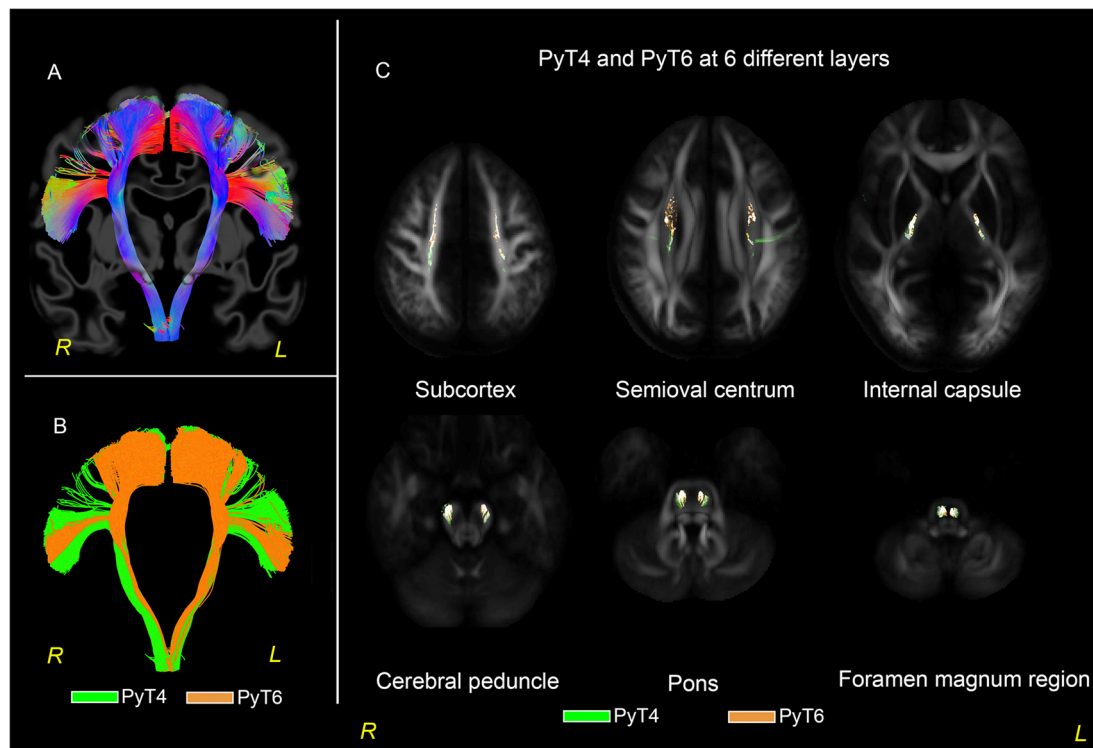 A
R
L
B
R
L
PyT4
PyT6
C
PyT4 and PyT6 at 6 different layers
Subcortex
Semioval centrum
Internal capsule
Cerebral peduncle
Pons
Foramen magnum region
PyT4
PyT6
R
L